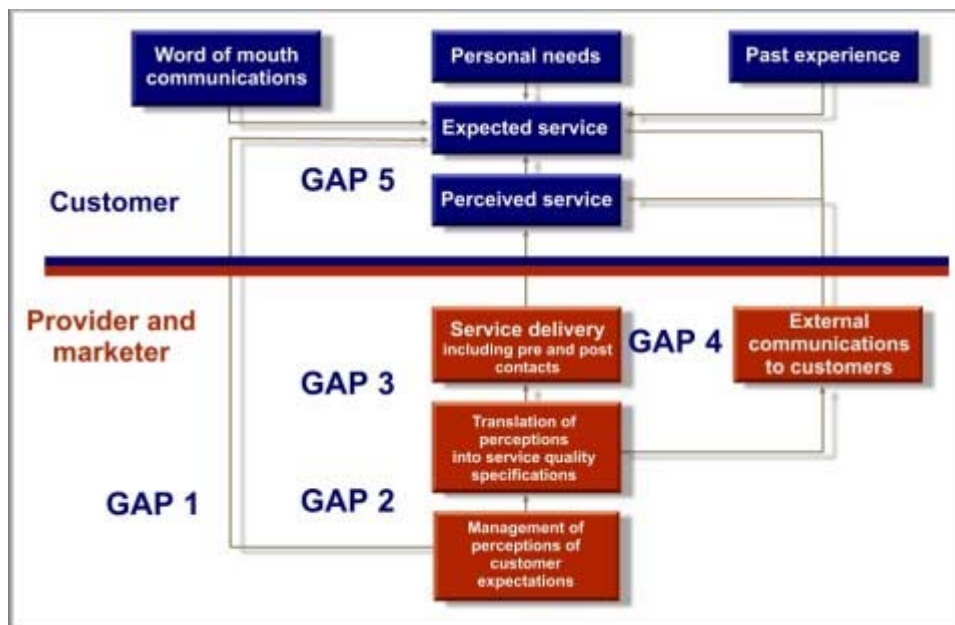 Word of mouth
communications
Personal needs
Past experience
Expected service
GAP 5
Customer
Perceived service
Provider and
marketer
Service delivery
including pre and post
contacts
GAP 4
External
communications
to customers
GAP 3
Translation of
perceptions
into service quality
specifications
GAP 1
GAP 2
Management of
perceptions of
customer
expectations